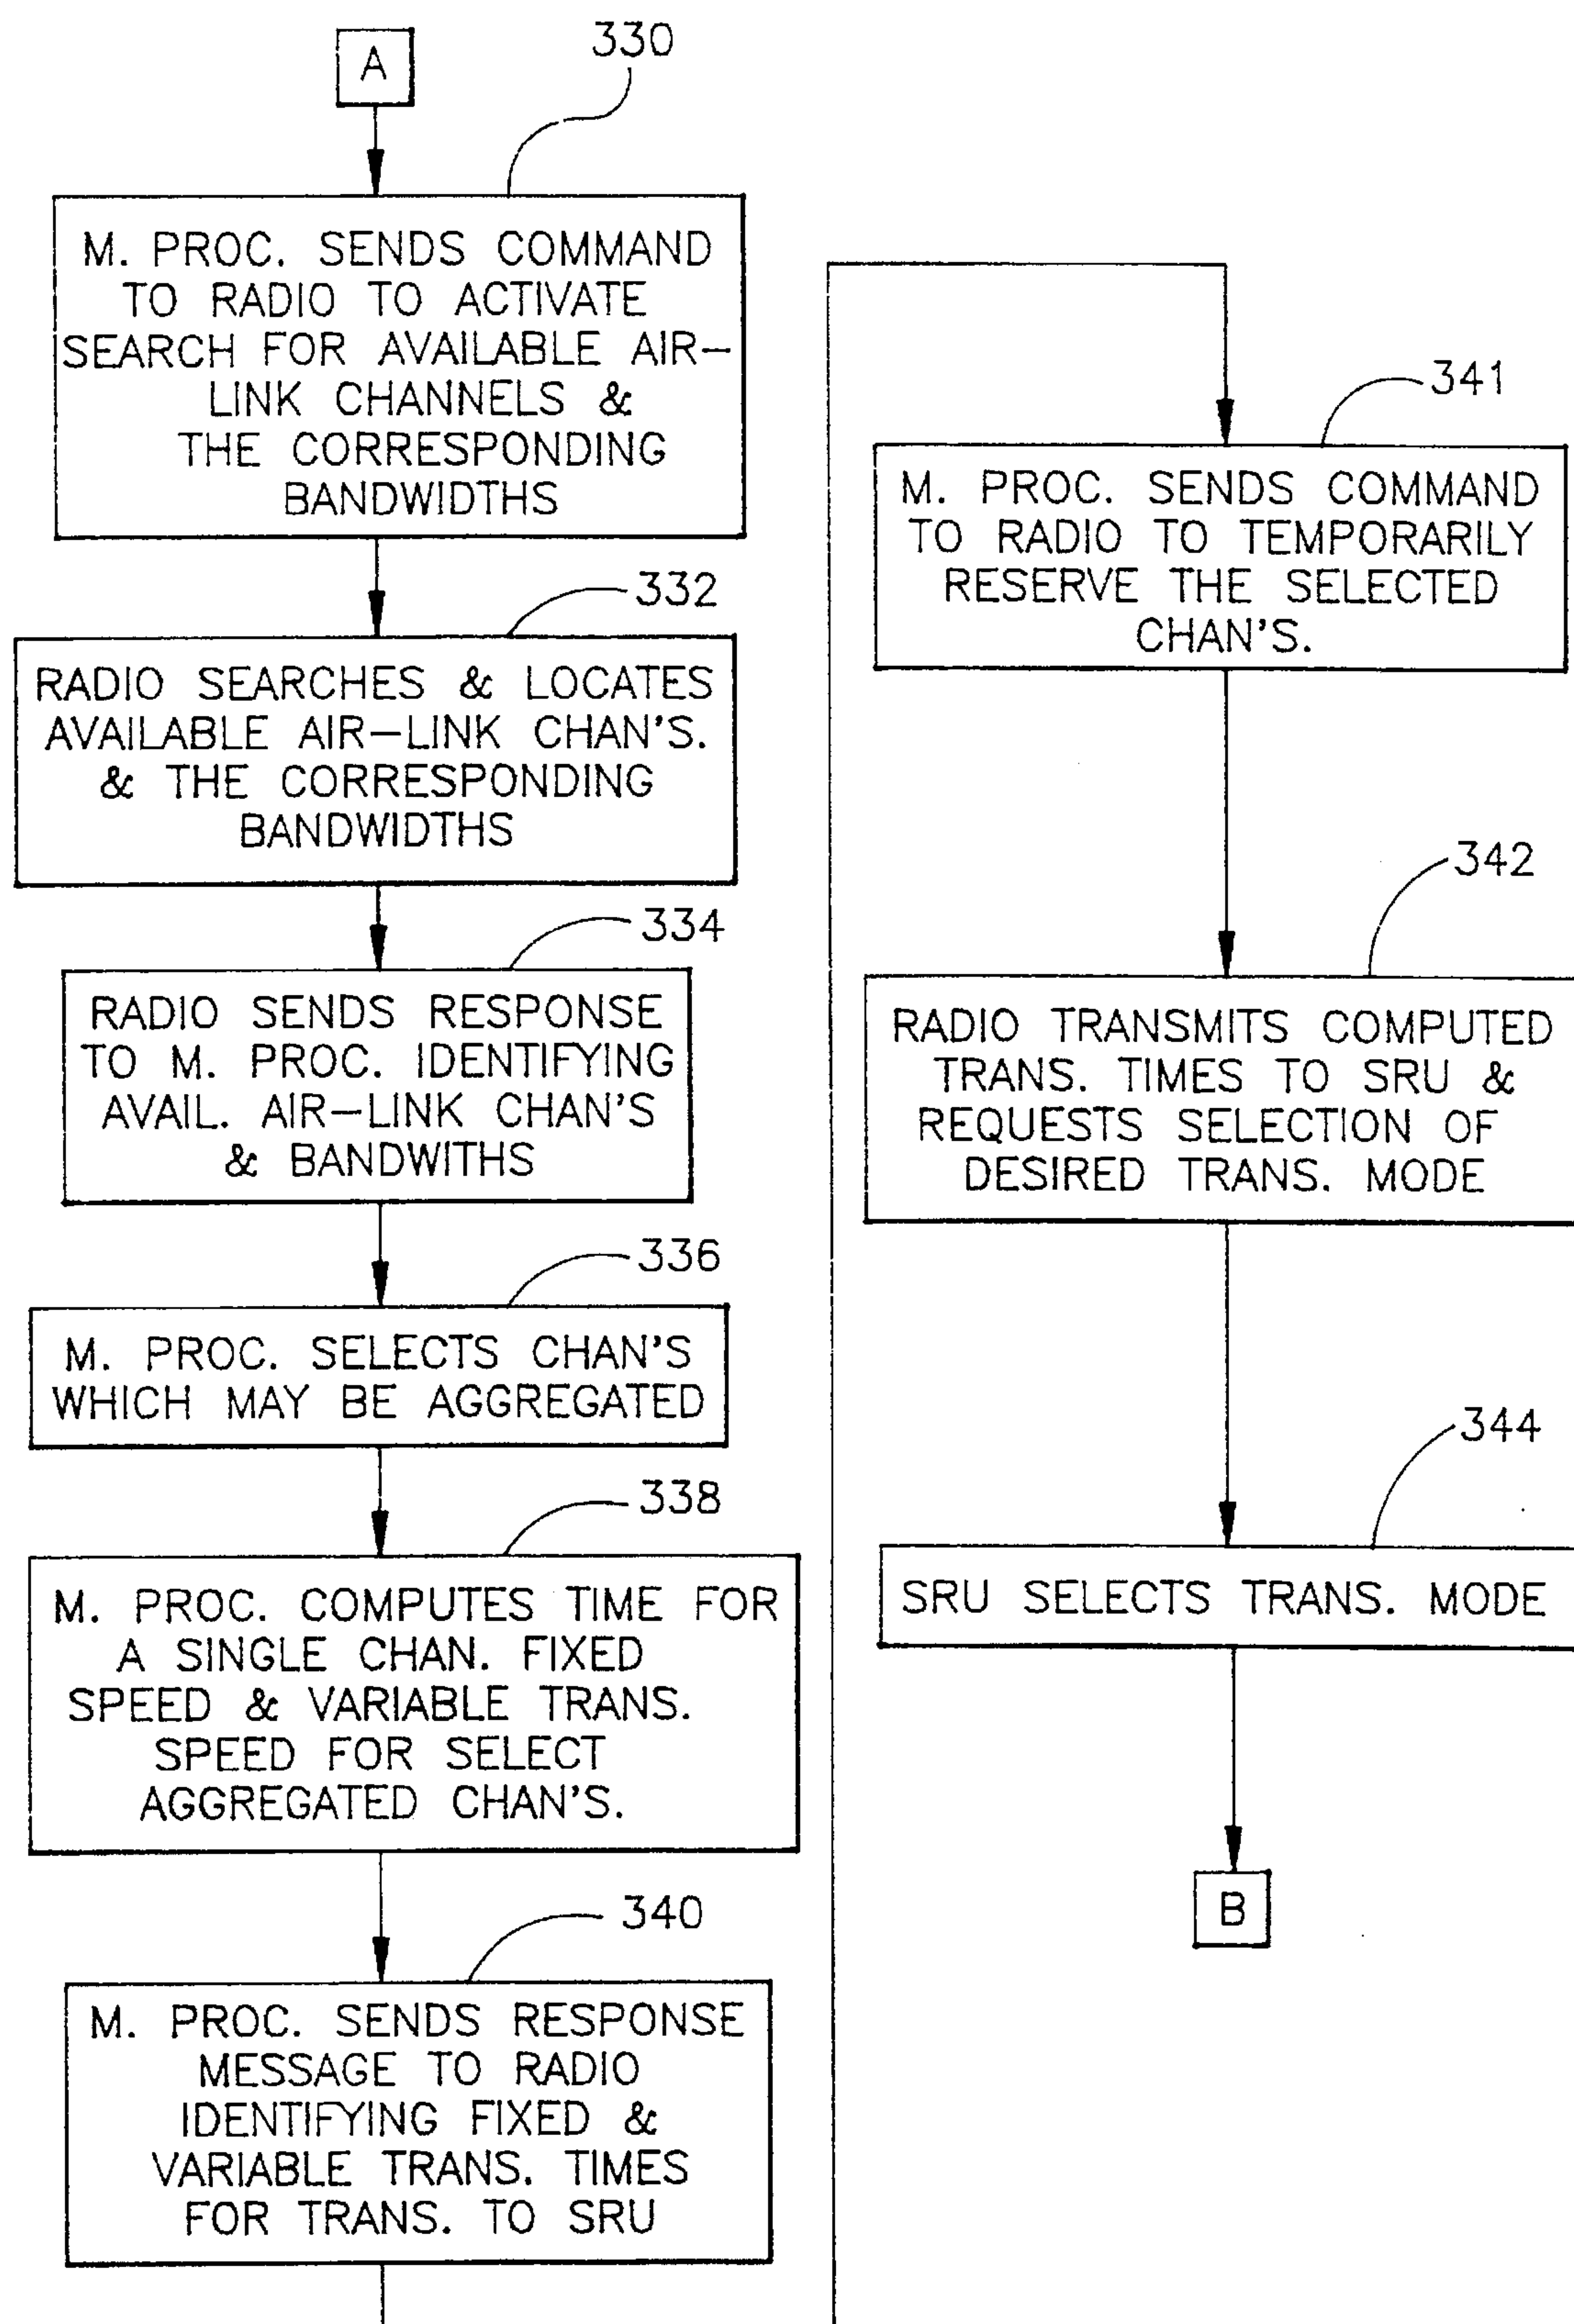 A
330
M. PROC. SENDS COMMAND
TO RADIO TO ACTIVATE
SEARCH FOR AVAILABLE AIR–
LINK CHANNELS &
THE CORRESPONDING
BANDWIDTHS
332
RADIO SEARCHES & LOCATES
AVAILABLE AIR–LINK CHAN'S.
& THE CORRESPONDING
BANDWIDTHS
334
RADIO SENDS RESPONSE
TO M. PROC. IDENTIFYING
AVAIL. AIR–LINK CHAN'S
& BANDWITHS
336
M. PROC. SELECTS CHAN'S
WHICH MAY BE AGGREGATED
338
M. PROC. COMPUTES TIME FOR
A SINGLE CHAN. FIXED
SPEED & VARIABLE TRANS.
SPEED FOR SELECT
AGGREGATED CHAN'S.
340
M. PROC. SENDS RESPONSE
MESSAGE TO RADIO
IDENTIFYING FIXED &
VARIABLE TRANS. TIMES
FOR TRANS. TO SRU
341
M. PROC. SENDS COMMAND
TO RADIO TO TEMPORARILY
RESERVE THE SELECTED
CHAN'S.
342
RADIO TRANSMITS COMPUTED
TRANS. TIMES TO SRU &
REQUESTS SELECTION OF
DESIRED TRANS. MODE
344
SRU SELECTS TRANS. MODE
B